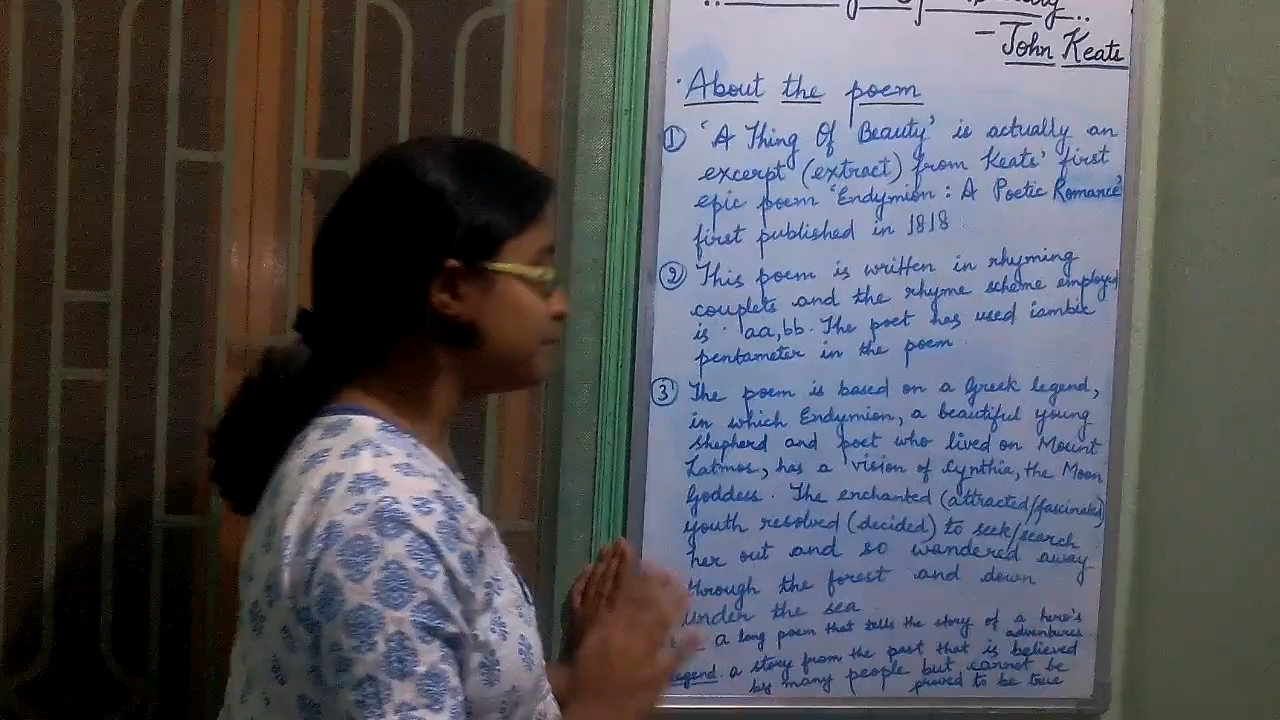 - John Keats
· About the poem
① 'A Thing Of Beauty' is actually an
excerpt (extract) from Keats' first
epic poem 'Endymion : A Poetic Romance'
first published in 1818.
② This poem is written in rhyming
couplets and the rhyme scheme employed
is aa,bb. The poet has used iambic
pentameter in the poem.
③ The poem is based on a Greek legend,
in which Endymion, a beautiful young
shepherd and poet who lived on Mount
Latmos, has a vision of Cynthia, the Moon
Goddess. The enchanted (attracted/fascinated)
youth resolved (decided) to seek/search
her out and so wandered away
through the forest and down
under the sea.
a long poem that tells the story of a hero's
adventures
legend. a story from the past that is believed
by many people but cannot be
proved to be true